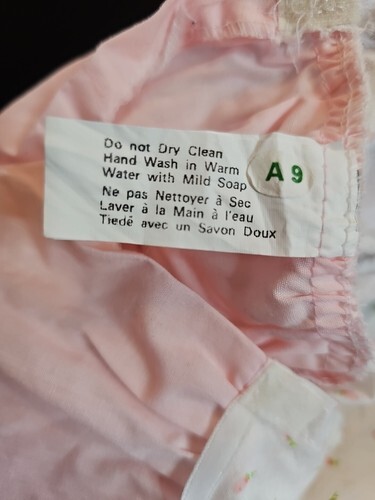 Do not Dry Clean
Hand Wash in Warm
Water with Mild Soap
Ne pas Nettoyer à Sec
Laver à la Main à l'eau
Tiedé avec un Savon Doux
A 9